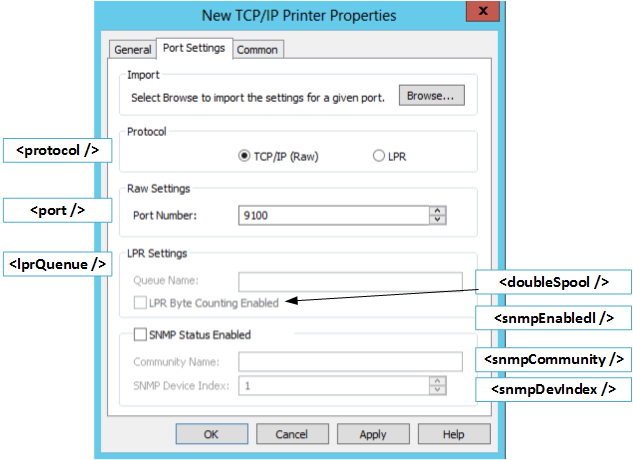 New TCP/IP Printer Properties
x
General Port Settings Common
Import
Select Browse to import the settings for a given port. Browse...
Protocol
<protocol />
TCP/IP (Raw) LPR
Raw Settings
<port />
Port Number: 9100
LPR Settings
<lprQuenue />
Queue Name:
<doubleSpool />
LPR Byte Counting Enabled
<snmpEnabledl />
SNMP Status Enabled
Community Name:
<snmpCommunity />
SNMP Device Index: 1
<snmpDevIndex />
OK Cancel Apply Help